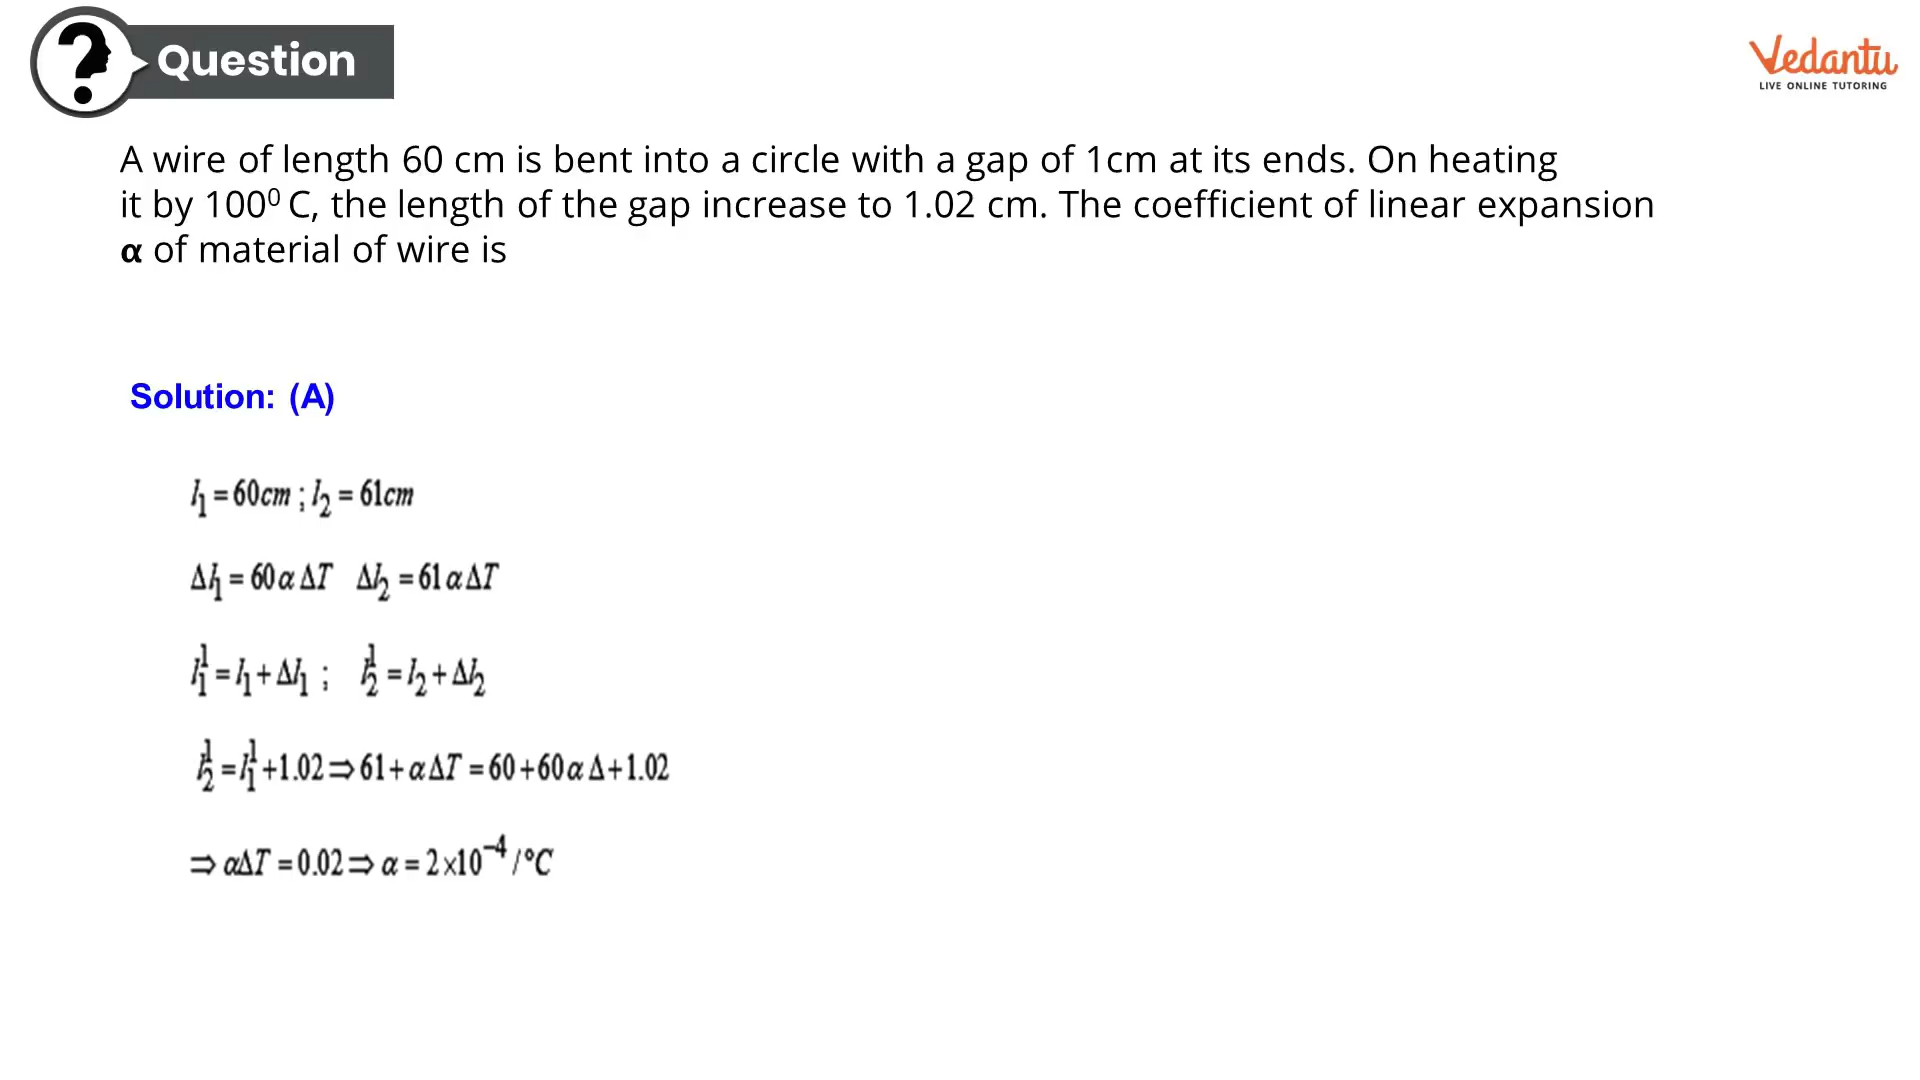 Question
Vedantu
LIVE ONLINE TUTORING
A wire of length 60 cm is bent into a circle with a gap of 1cm at its ends. On heating
it by 100⁰ C, the length of the gap increase to 1.02 cm. The coefficient of linear expansion
α of material of wire is
Solution: (A)
l₁ = 60cm ; l₂ = 61cm
Δl₁ = 60 α ΔT Δl₂ = 61 α ΔT
l₁¹ = l₁ + Δl₁ ; l₂¹ = l₂ + Δl₂
l₂¹ = l₁¹ + 1.02 ⇒ 61 + α ΔT = 60 + 60 α Δ + 1.02
⇒ αΔT = 0.02 ⇒ α = 2×10⁻⁴ / °C